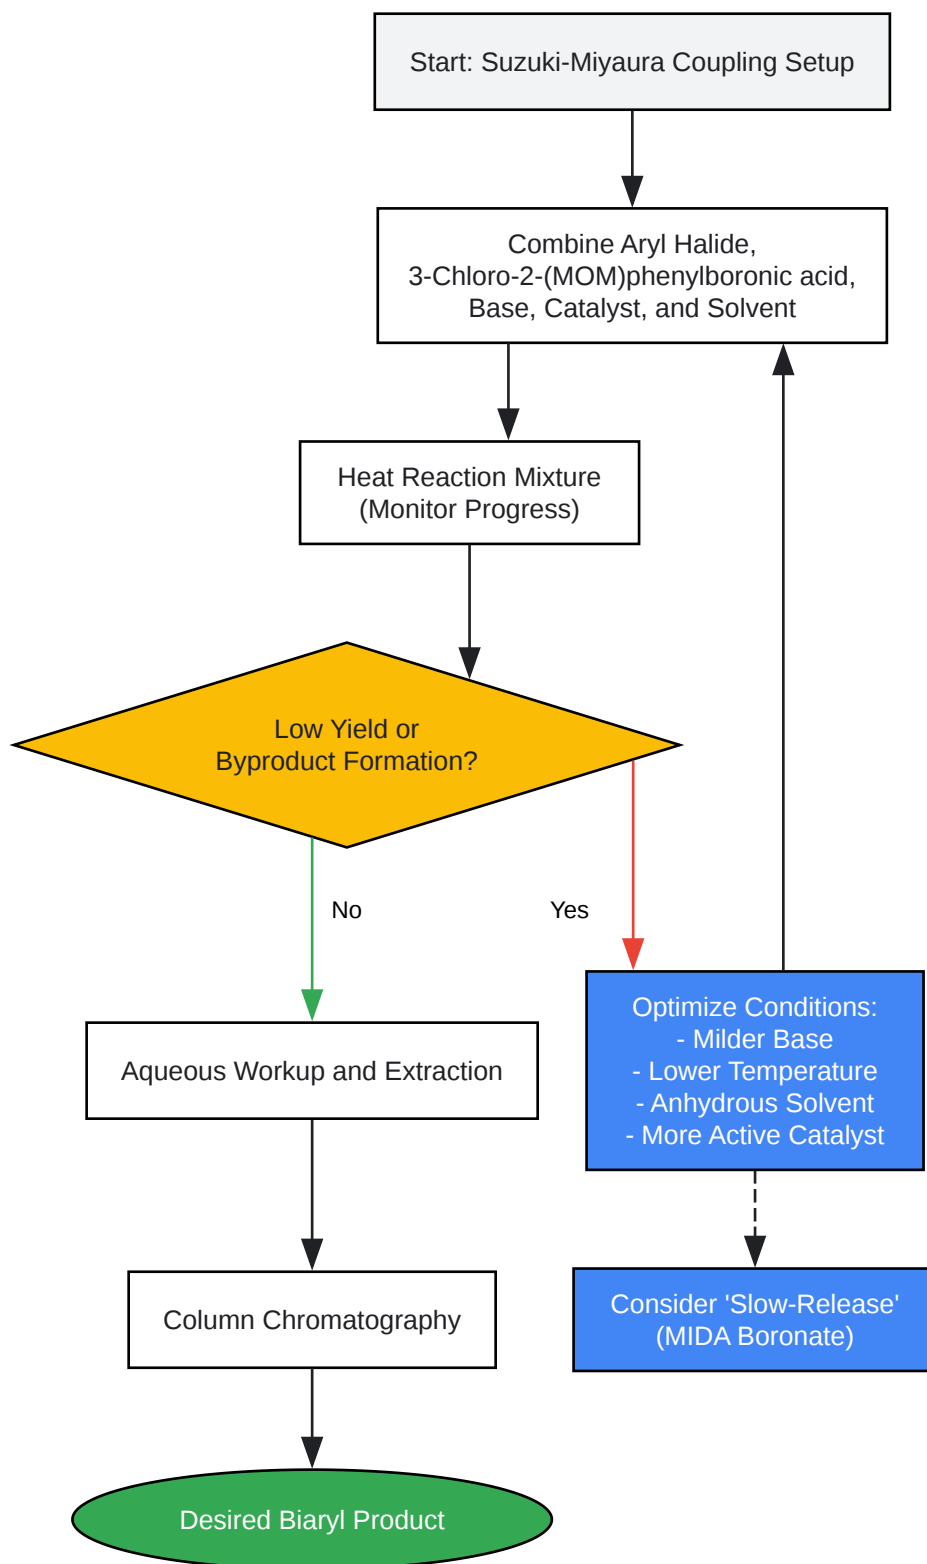 Start: Suzuki-Miyaura Coupling Setup
Combine Aryl Halide,
3-Chloro-2-(MOM)phenylboronic acid,
Base, Catalyst, and Solvent
Heat Reaction Mixture
(Monitor Progress)
Low Yield or
Byproduct Formation?
No
Yes
Optimize Conditions:
- Milder Base
- Lower Temperature
- Anhydrous Solvent
- More Active Catalyst
Aqueous Workup and Extraction
Consider 'Slow-Release'
(MIDA Boronate)
Column Chromatography
Desired Biaryl Product